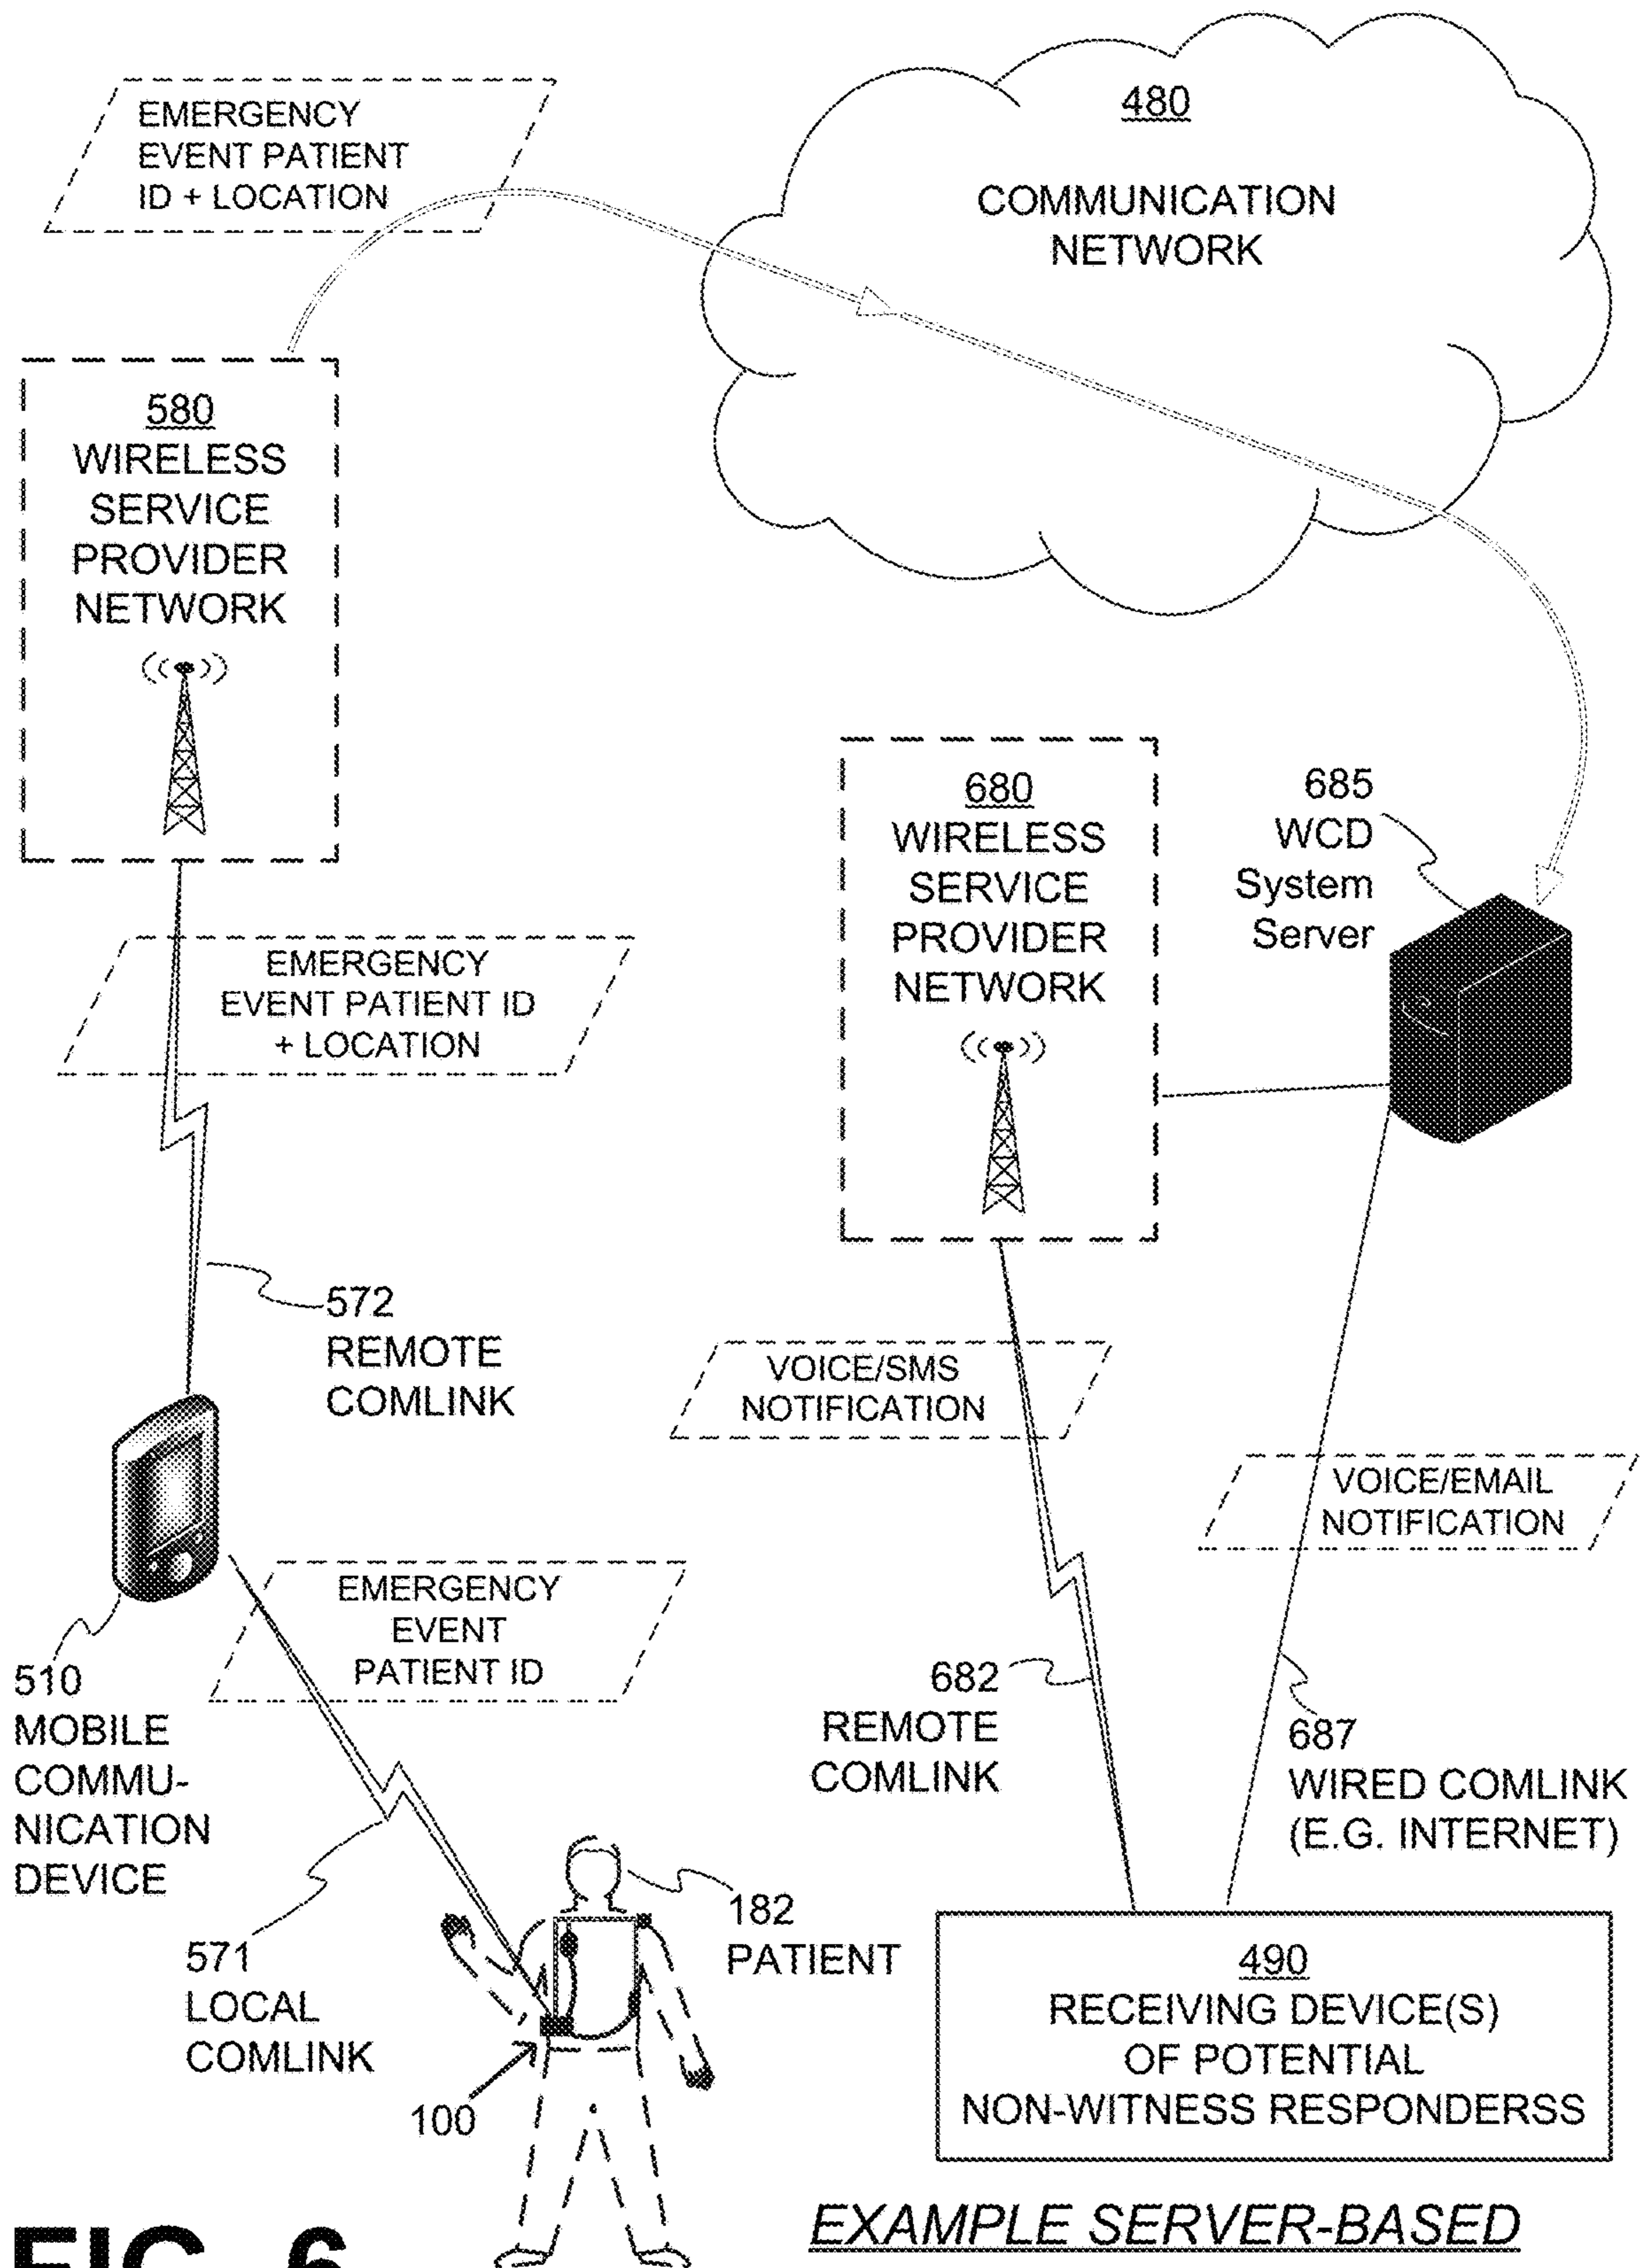 EMERGENCY
EVENT PATIENT
ID + LOCATION
480
COMMUNICATION
NETWORK
580
WIRELESS
SERVICE
PROVIDER
NETWORK
680
WIRELESS
SERVICE
PROVIDER
NETWORK
685
WCD
System
Server
EMERGENCY
EVENT PATIENT ID
+ LOCATION
572
REMOTE
COMLINK
VOICE/SMS
NOTIFICATION
VOICE/EMAIL
NOTIFICATION
EMERGENCY
EVENT
PATIENT ID
510
MOBILE
COMMU-
NICATION
DEVICE
682
REMOTE
COMLINK
687
WIRED COMLINK
(E.G. INTERNET)
182
PATIENT
571
LOCAL
COMLINK
100
490
RECEIVING DEVICE(S)
OF POTENTIAL
NON-WITNESS RESPONDERSS
EXAMPLE SERVER-BASED
FIG. 6